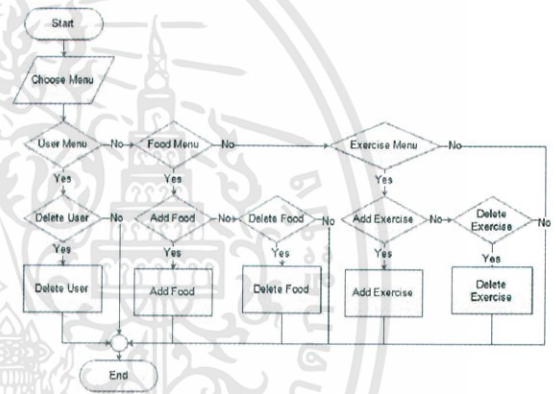 Start
Choose Menu
User Menu
No
Food Menu
No
Exercise Menu
No
Yes
Yes
Yes
Delete User
No
Add Food
No
Delete Food
No
Add Exercise
No
Delete
Exercise
No
Yes
Yes
Yes
Yes
Yes
Delete User
Add Food
Delete Food
Add Exercise
Delete
Exercise
End